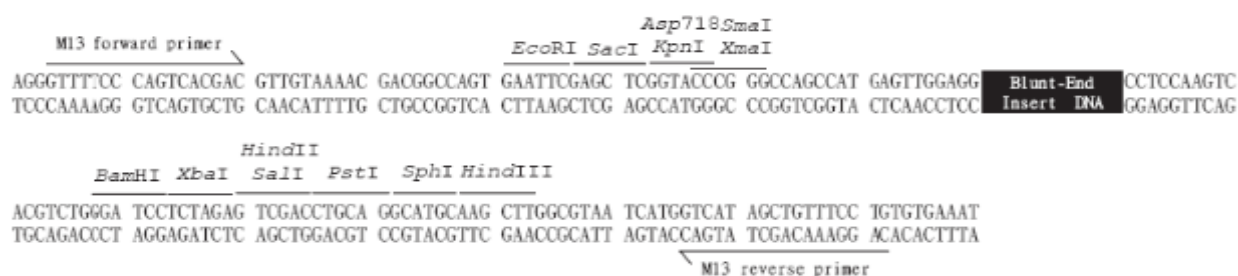 Asp718SmaI
M13 forward primer EcoRI SacI KpnI XmaI
AGGGTTTTTCC CAGTCACGAC GTTGTAAAAC GACGGCCAGT GAATTCGAGC TCGGTACCCG GGCCAGCCAT GAGTTGGAGG Blunt-End CCTCCAAGTC
TCCCAAAAAGG GTCAGTGCTG CAACATTTTG CTGCCGGTCA CTTAAGCTCG AGCCATGGGC CCGGTCGGTA CTCAACCTCC Insert DNA GGAGGTTCAG
HindII
BamHI XbaI SalI PstI SphI HindIII
ACGTCTGGGA TCCTCTAGAG TCGACCTGCA GGCATGCAAG CTTGGCGTAA TCATGGTCAT AGCTGTTTCC TGTGTGAAAT
TGCAGACCCT AGGAGATCTC AGCTGGACGT CCGTACGTTC GAACCGCATT AGTACCAGTA TCGACAAAGG ACACACTTTA
M13 reverse primer